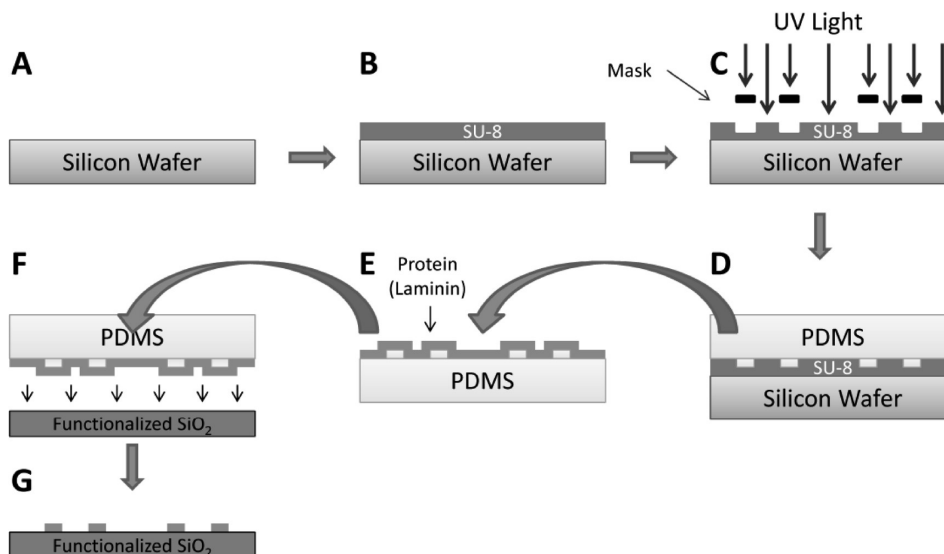 UV Light
A
B
C
Mask
SU-8
SU-8
Silicon Wafer
Silicon Wafer
Silicon Wafer
F
E
D
Protein
(Laminin)
PDMS
PDMS
PDMS
SU-8
Silicon Wafer
Functionalized SiO₂
G
Functionalized SiO₂